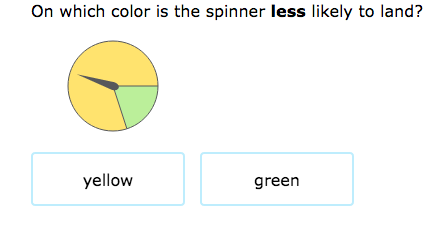 On which color is the spinner less likely to land?
yellow
green